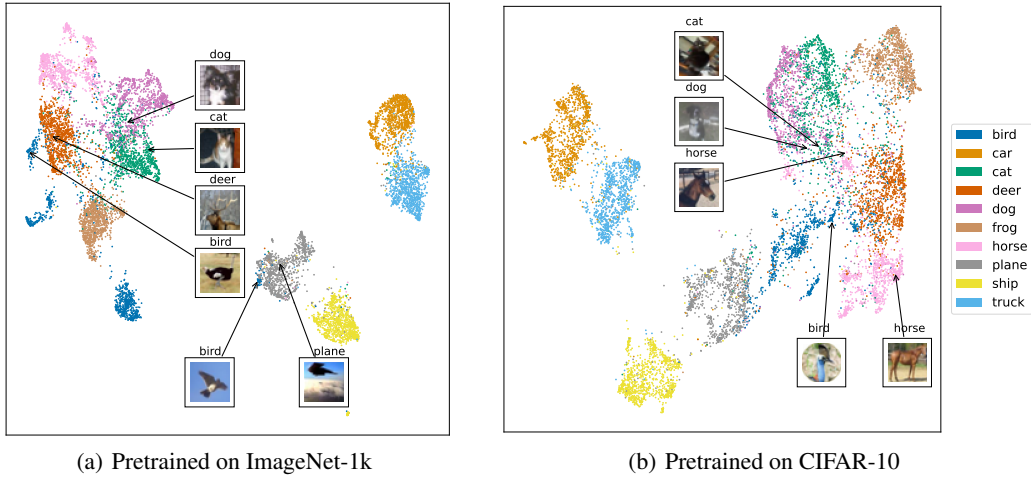 dog
cat
deer
bird
bird
plane
(a) Pretrained on ImageNet-1k
cat
dog
horse
bird
horse
(b) Pretrained on CIFAR-10
bird
car
cat
deer
dog
frog
horse
plane
ship
truck